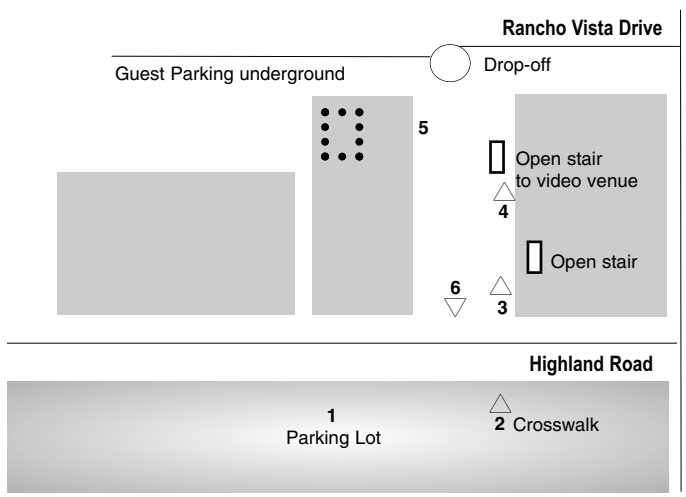 Rancho Vista Drive
Guest Parking underground
Drop-off
5
Open stair
to video venue
4
Open stair
6
3
Highland Road
1
Parking Lot
2 Crosswalk